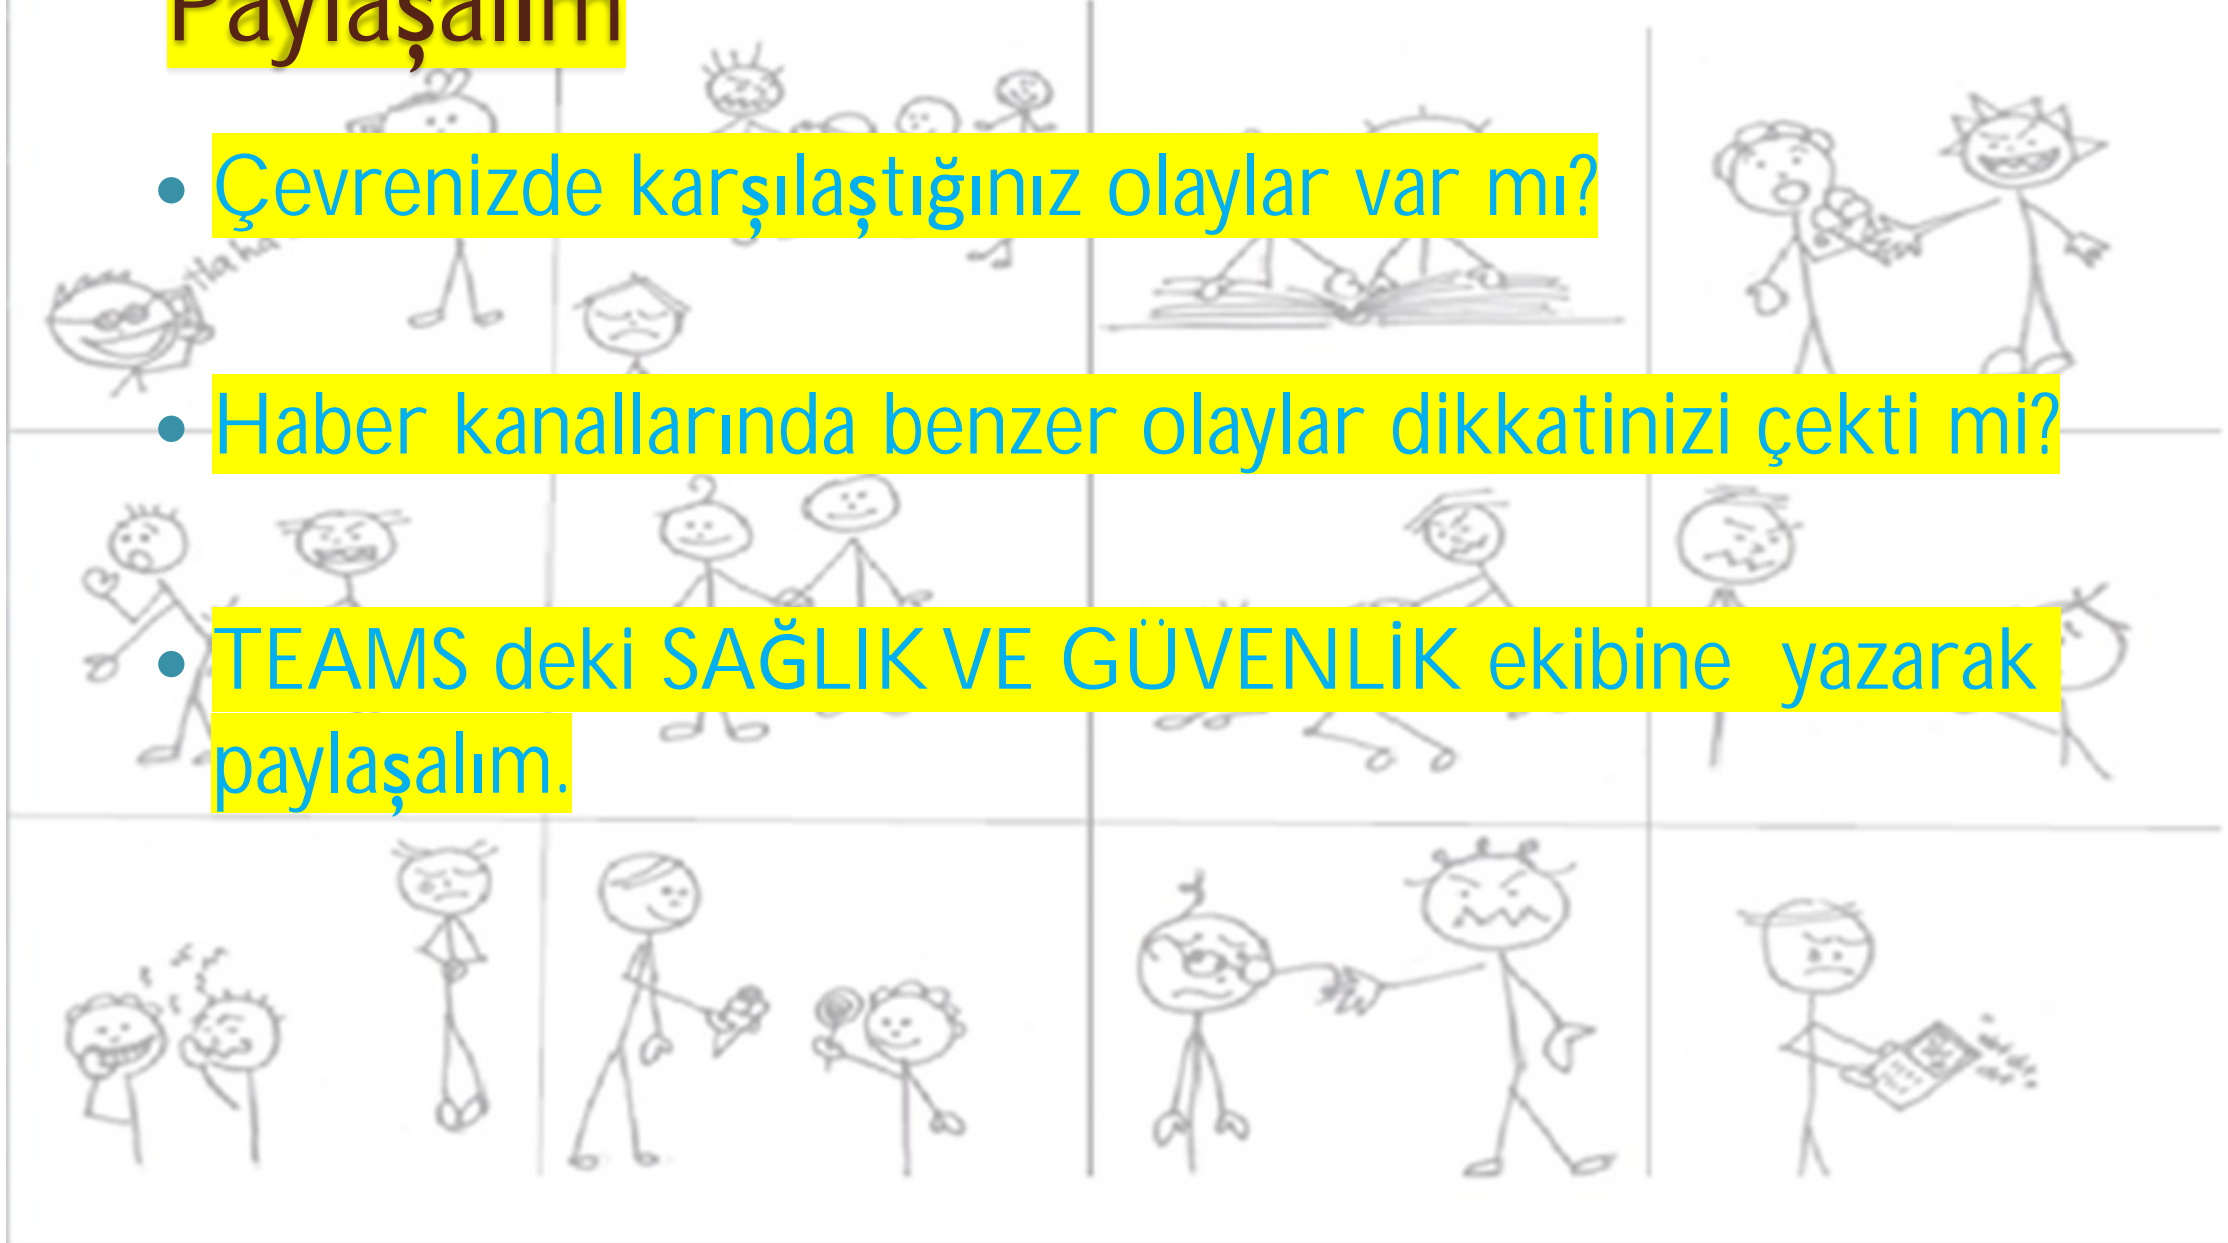 Paylaşalım
• Çevrenizde karşılaştığınız olaylar var mı?
• Haber kanallarında benzer olaylar dikkatinizi çekti mi?
• TEAMS deki SAĞLIK VE GÜVENLİK ekibine yazarak
paylaşalım.